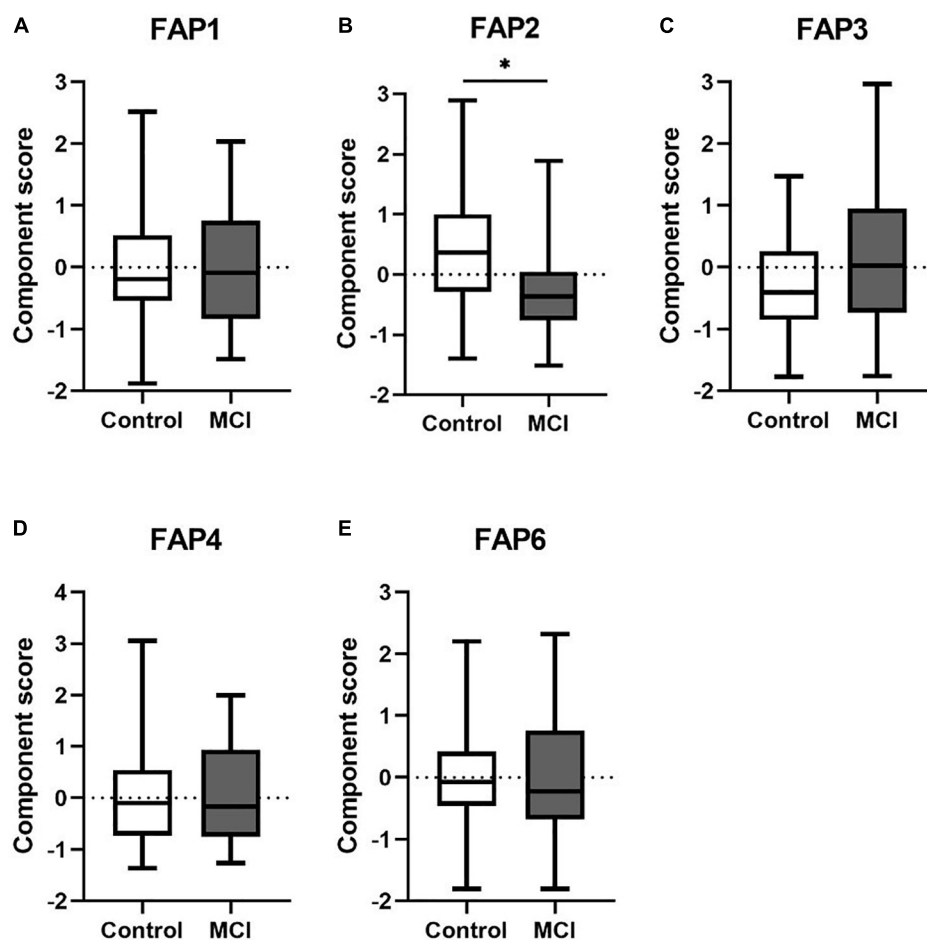 A FAP1
Component score
3
2
1
0
-1
-2
Control MCI
B FAP2
*
Component score
3
2
1
0
-1
-2
Control MCI
C FAP3
Component score
3
2
1
0
-1
-2
Control MCI
D FAP4
Component score
4
3
2
1
0
-1
-2
Control MCI
E FAP6
Component score
3
2
1
0
-1
-2
Control MCI